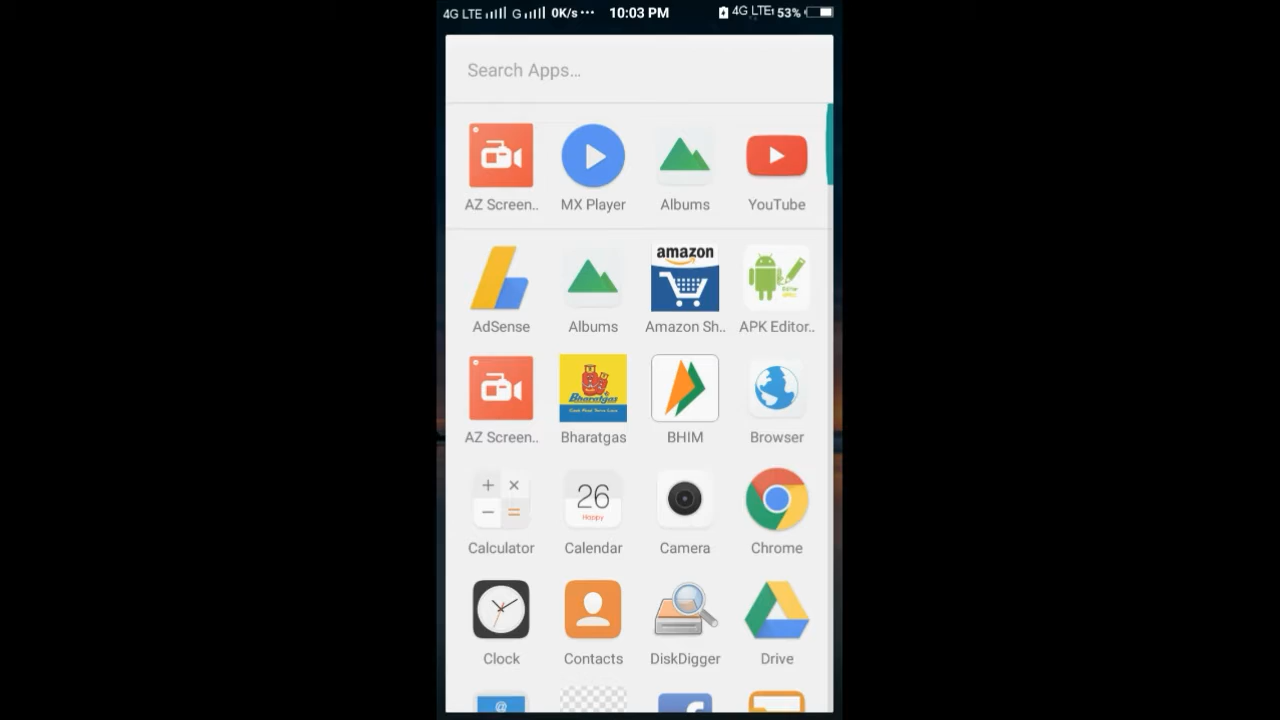 4G LTE G 0K/s ··· 10:03 PM 4G LTE 53%
Search Apps...
AZ Screen.. MX Player Albums YouTube
amazon
AdSense Albums Amazon Sh.. APK Editor..
Bharatgas
AZ Screen.. Bharatgas BHIM Browser
26
Happy
Calculator Calendar Camera Chrome
Clock Contacts DiskDigger Drive
@